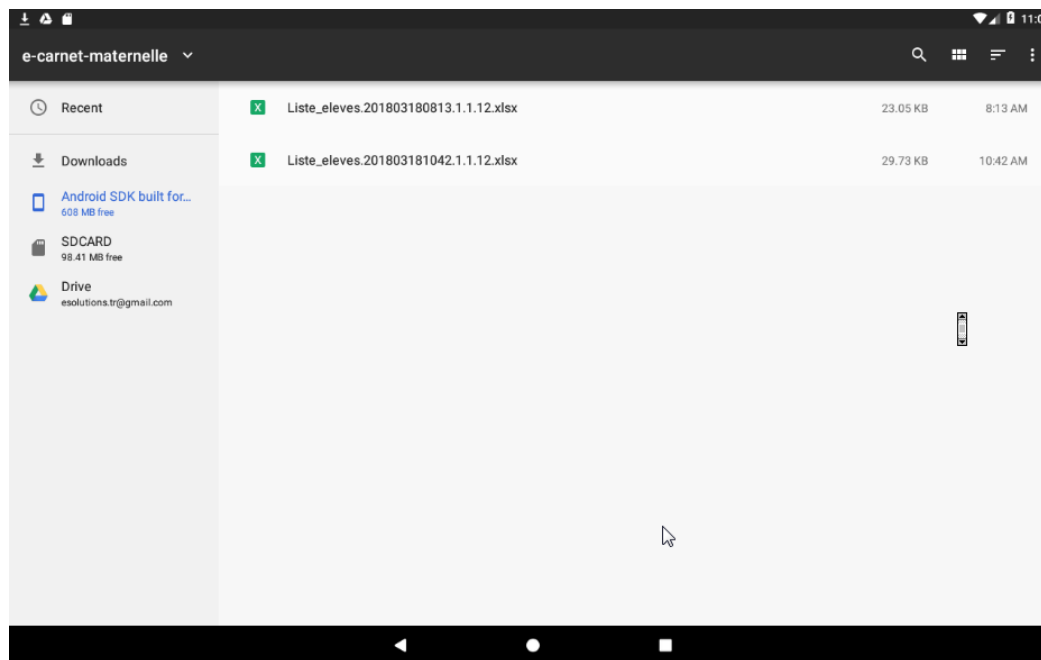 11:0
e-carnet-maternelle
Recent
Liste_eleves.201803180813.1.1.12.xlsx 23.05 KB 8:13 AM
Downloads
Liste_eleves.201803181042.1.1.12.xlsx 29.73 KB 10:42 AM
Android SDK built for...
608 MB free
SDCARD
98.41 MB free
Drive
esolutions.tr@gmail.com